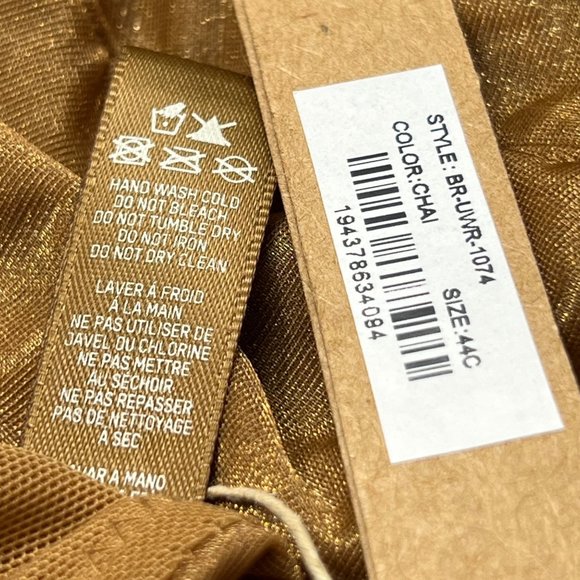 HAND WASH COLD
DO NOT BLEACH
DO NOT TUMBLE DRY
DO NOT IRON
DO NOT DRY CLEAN
LAVER À FROID
À LA MAIN
NE PAS UTILISER DE
JAVEL DU CHLORINE
NE PAS METTRE
AU SÉCHOIR
NE PAS REPASSER
PAS DE NETTOYAGE
À SEC
A MANO
STYLE: BR-UWR-1074
COLOR:CHAI SIZE:44C
194378634084